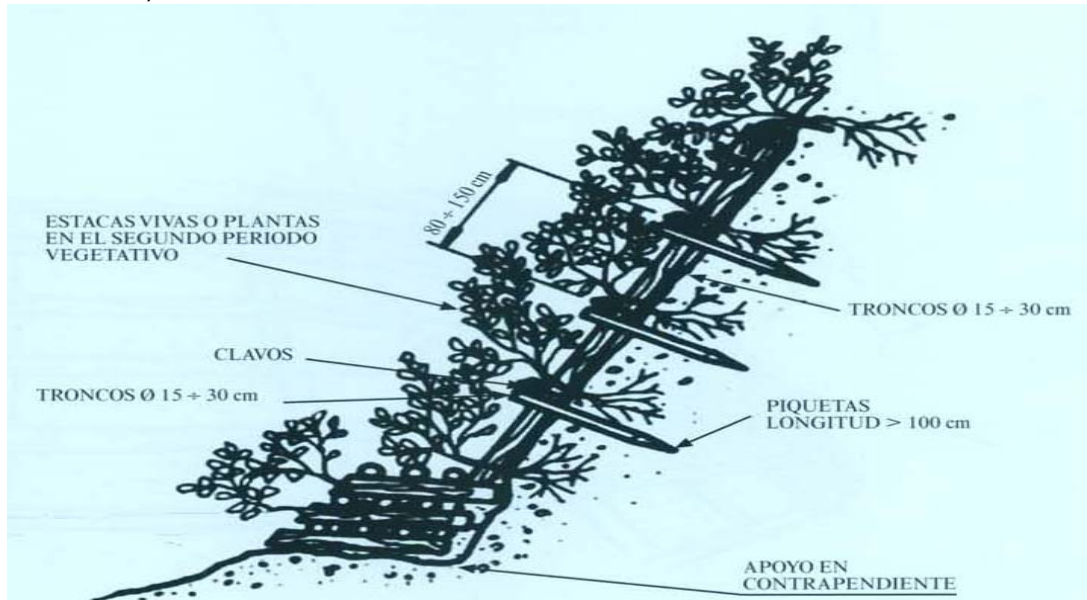 80 ÷ 150 cm
ESTACAS VIVAS O PLANTAS
EN EL SEGUNDO PERIODO
VEGETATIVO
TRONCOS Ø 15 ÷ 30 cm
CLAVOS
TRONCOS Ø 15 ÷ 30 cm
PIQUETAS
LONGITUD > 100 cm
APOYO EN
CONTRAPENDIENTE